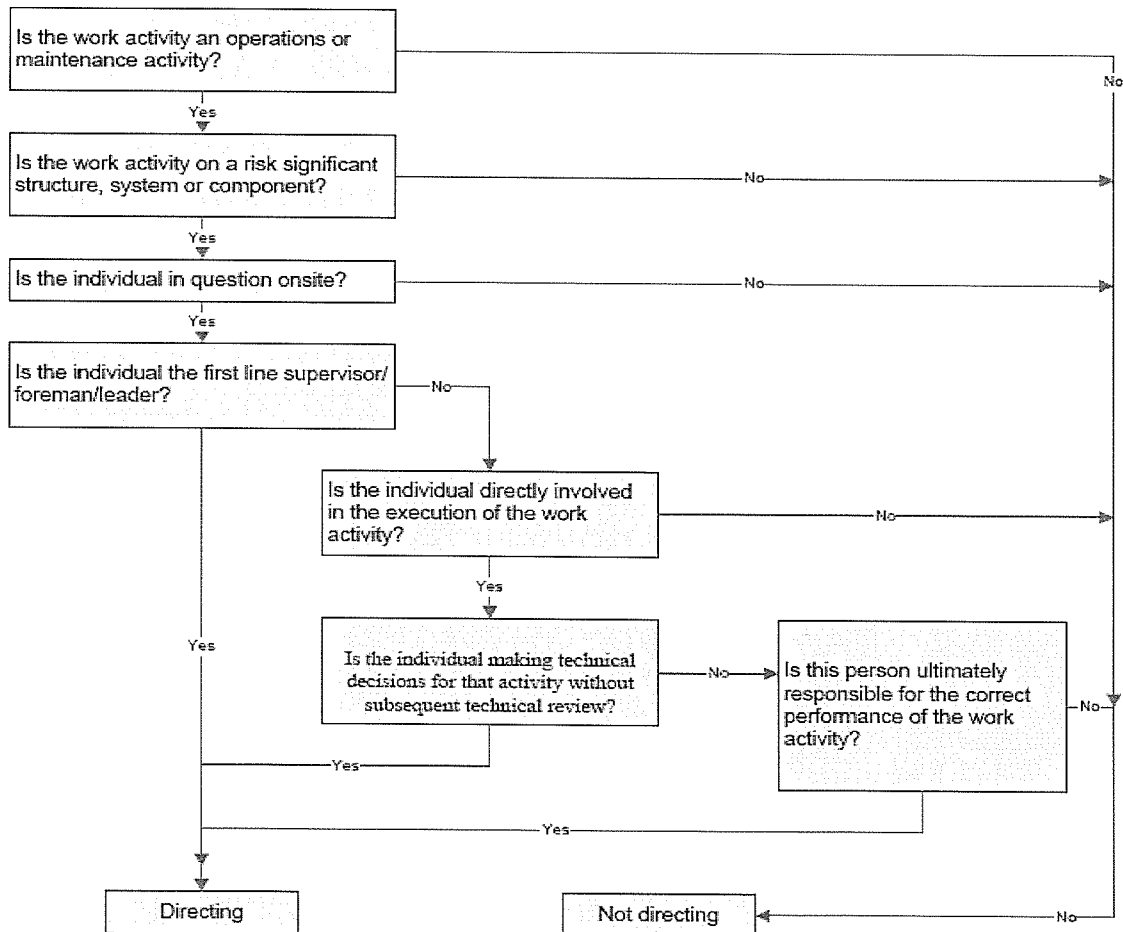 Is the work activity an operations or
maintenance activity?
No
Yes
Is the work activity on a risk significant
structure, system or component?
No
Yes
Is the individual in question onsite?
No
Yes
Is the individual the first line supervisor/
foreman/leader?
No
Is the individual directly involved
in the execution of the work
activity?
No
Yes
Yes
Is the individual making technical
decisions for that activity without
subsequent technical review?
No
Is this person ultimately
responsible for the correct
performance of the work
activity?
No
Yes
Yes
Directing
Not directing
No